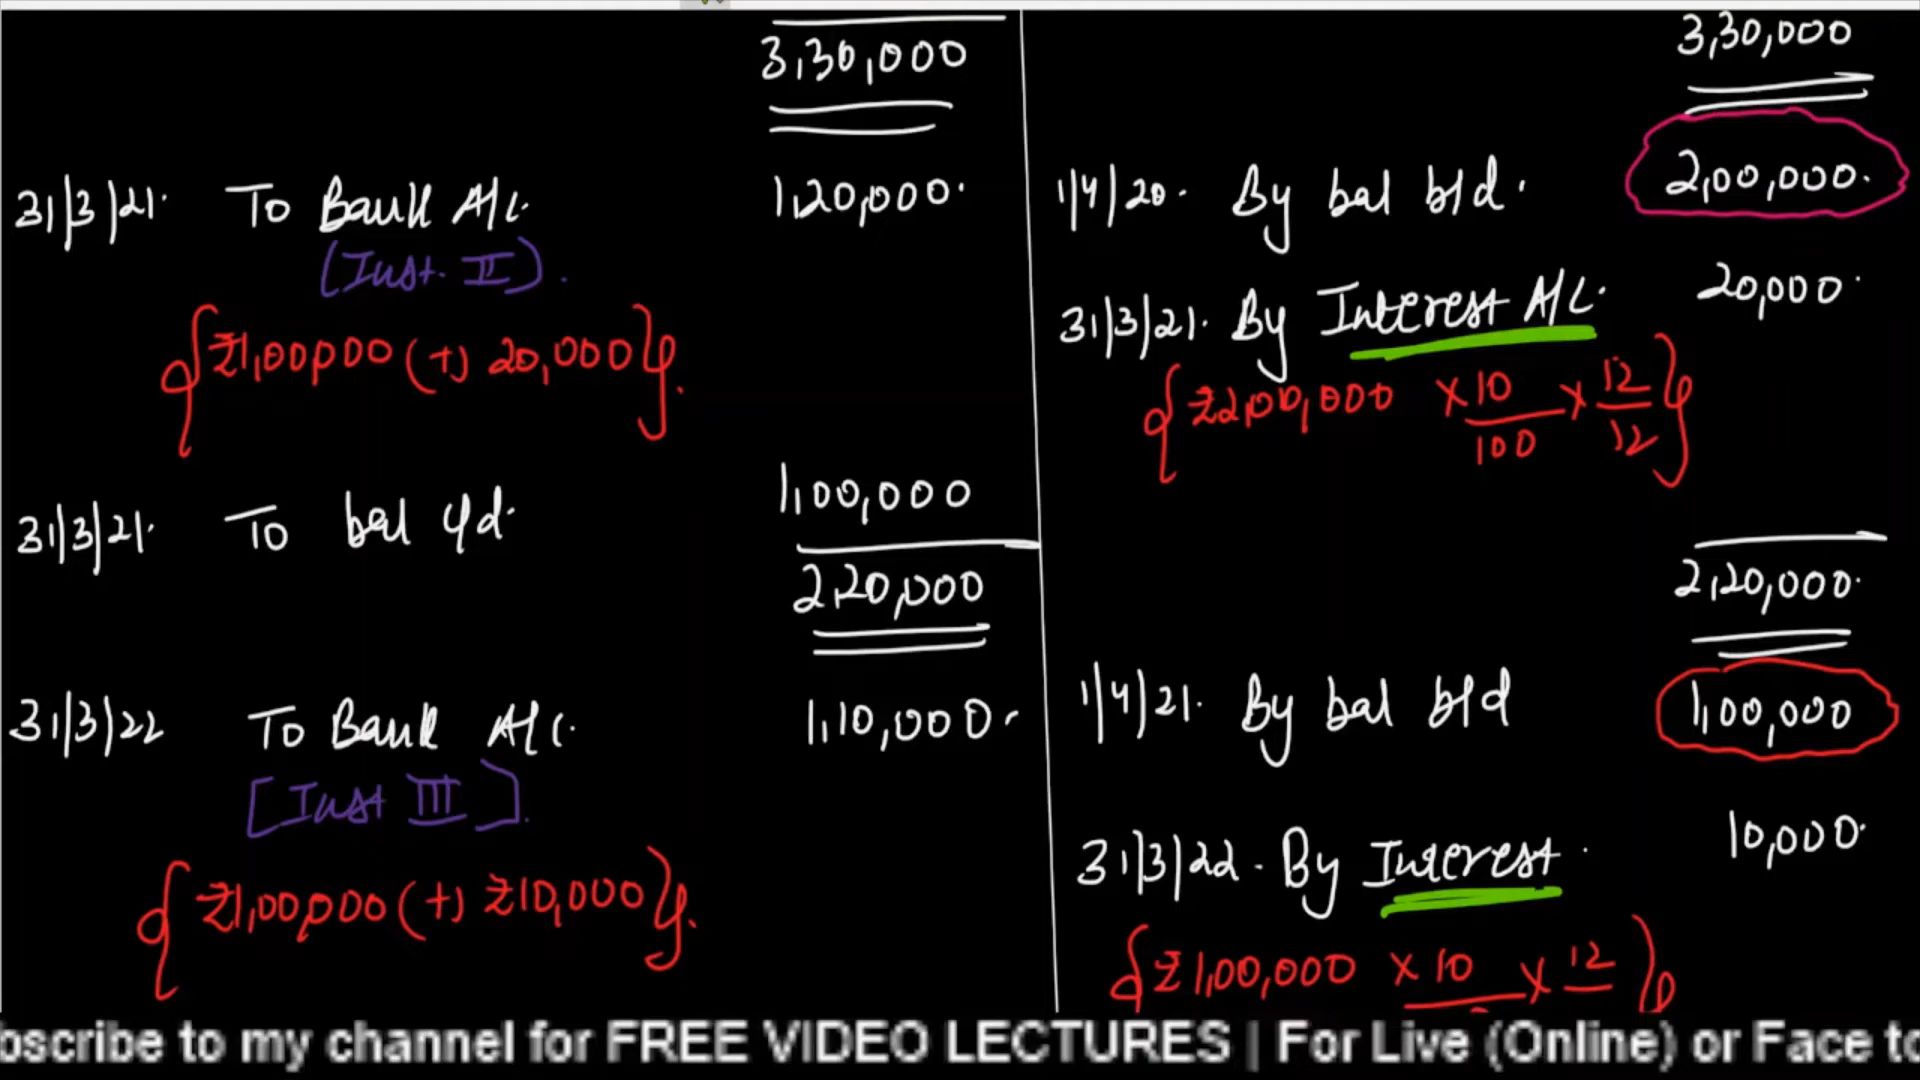 3,30,000
31/3/21. To Bank A/c. 1,20,000.
(Inst. II).
{₹1,00,000 (+) 20,000}.
31/3/21. To bal c/d. 1,00,000
2,20,000
31/3/22 To Bank A/c. 1,10,000.
[Inst III].
{₹1,00,000 (+) ₹10,000}.
3,30,000
1/4/20. By bal b/d. 2,00,000.
31/3/21. By Interest A/c. 20,000.
{₹2,00,000 × 10/100 × 12/12}
2,20,000.
1/4/21. By bal b/d 1,00,000
31/3/22. By Interest. 10,000.
{₹1,00,000 × 10 × 12}
bscribe to my channel for FREE VIDEO LECTURES | For Live (Online) or Face to